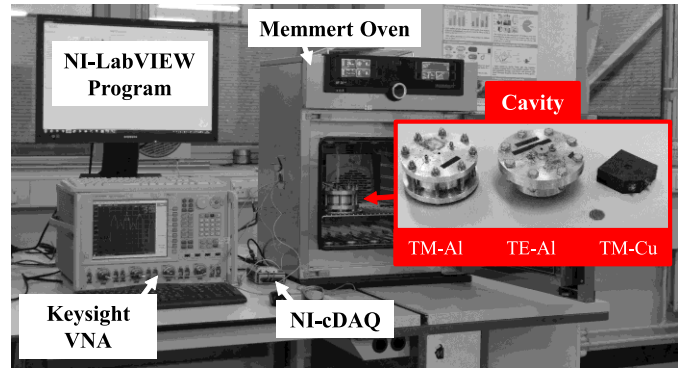 Memmert Oven
NI-LabVIEW
Program
Cavity
TM-Al
TE-Al
TM-Cu
Keysight
VNA
NI-cDAQ